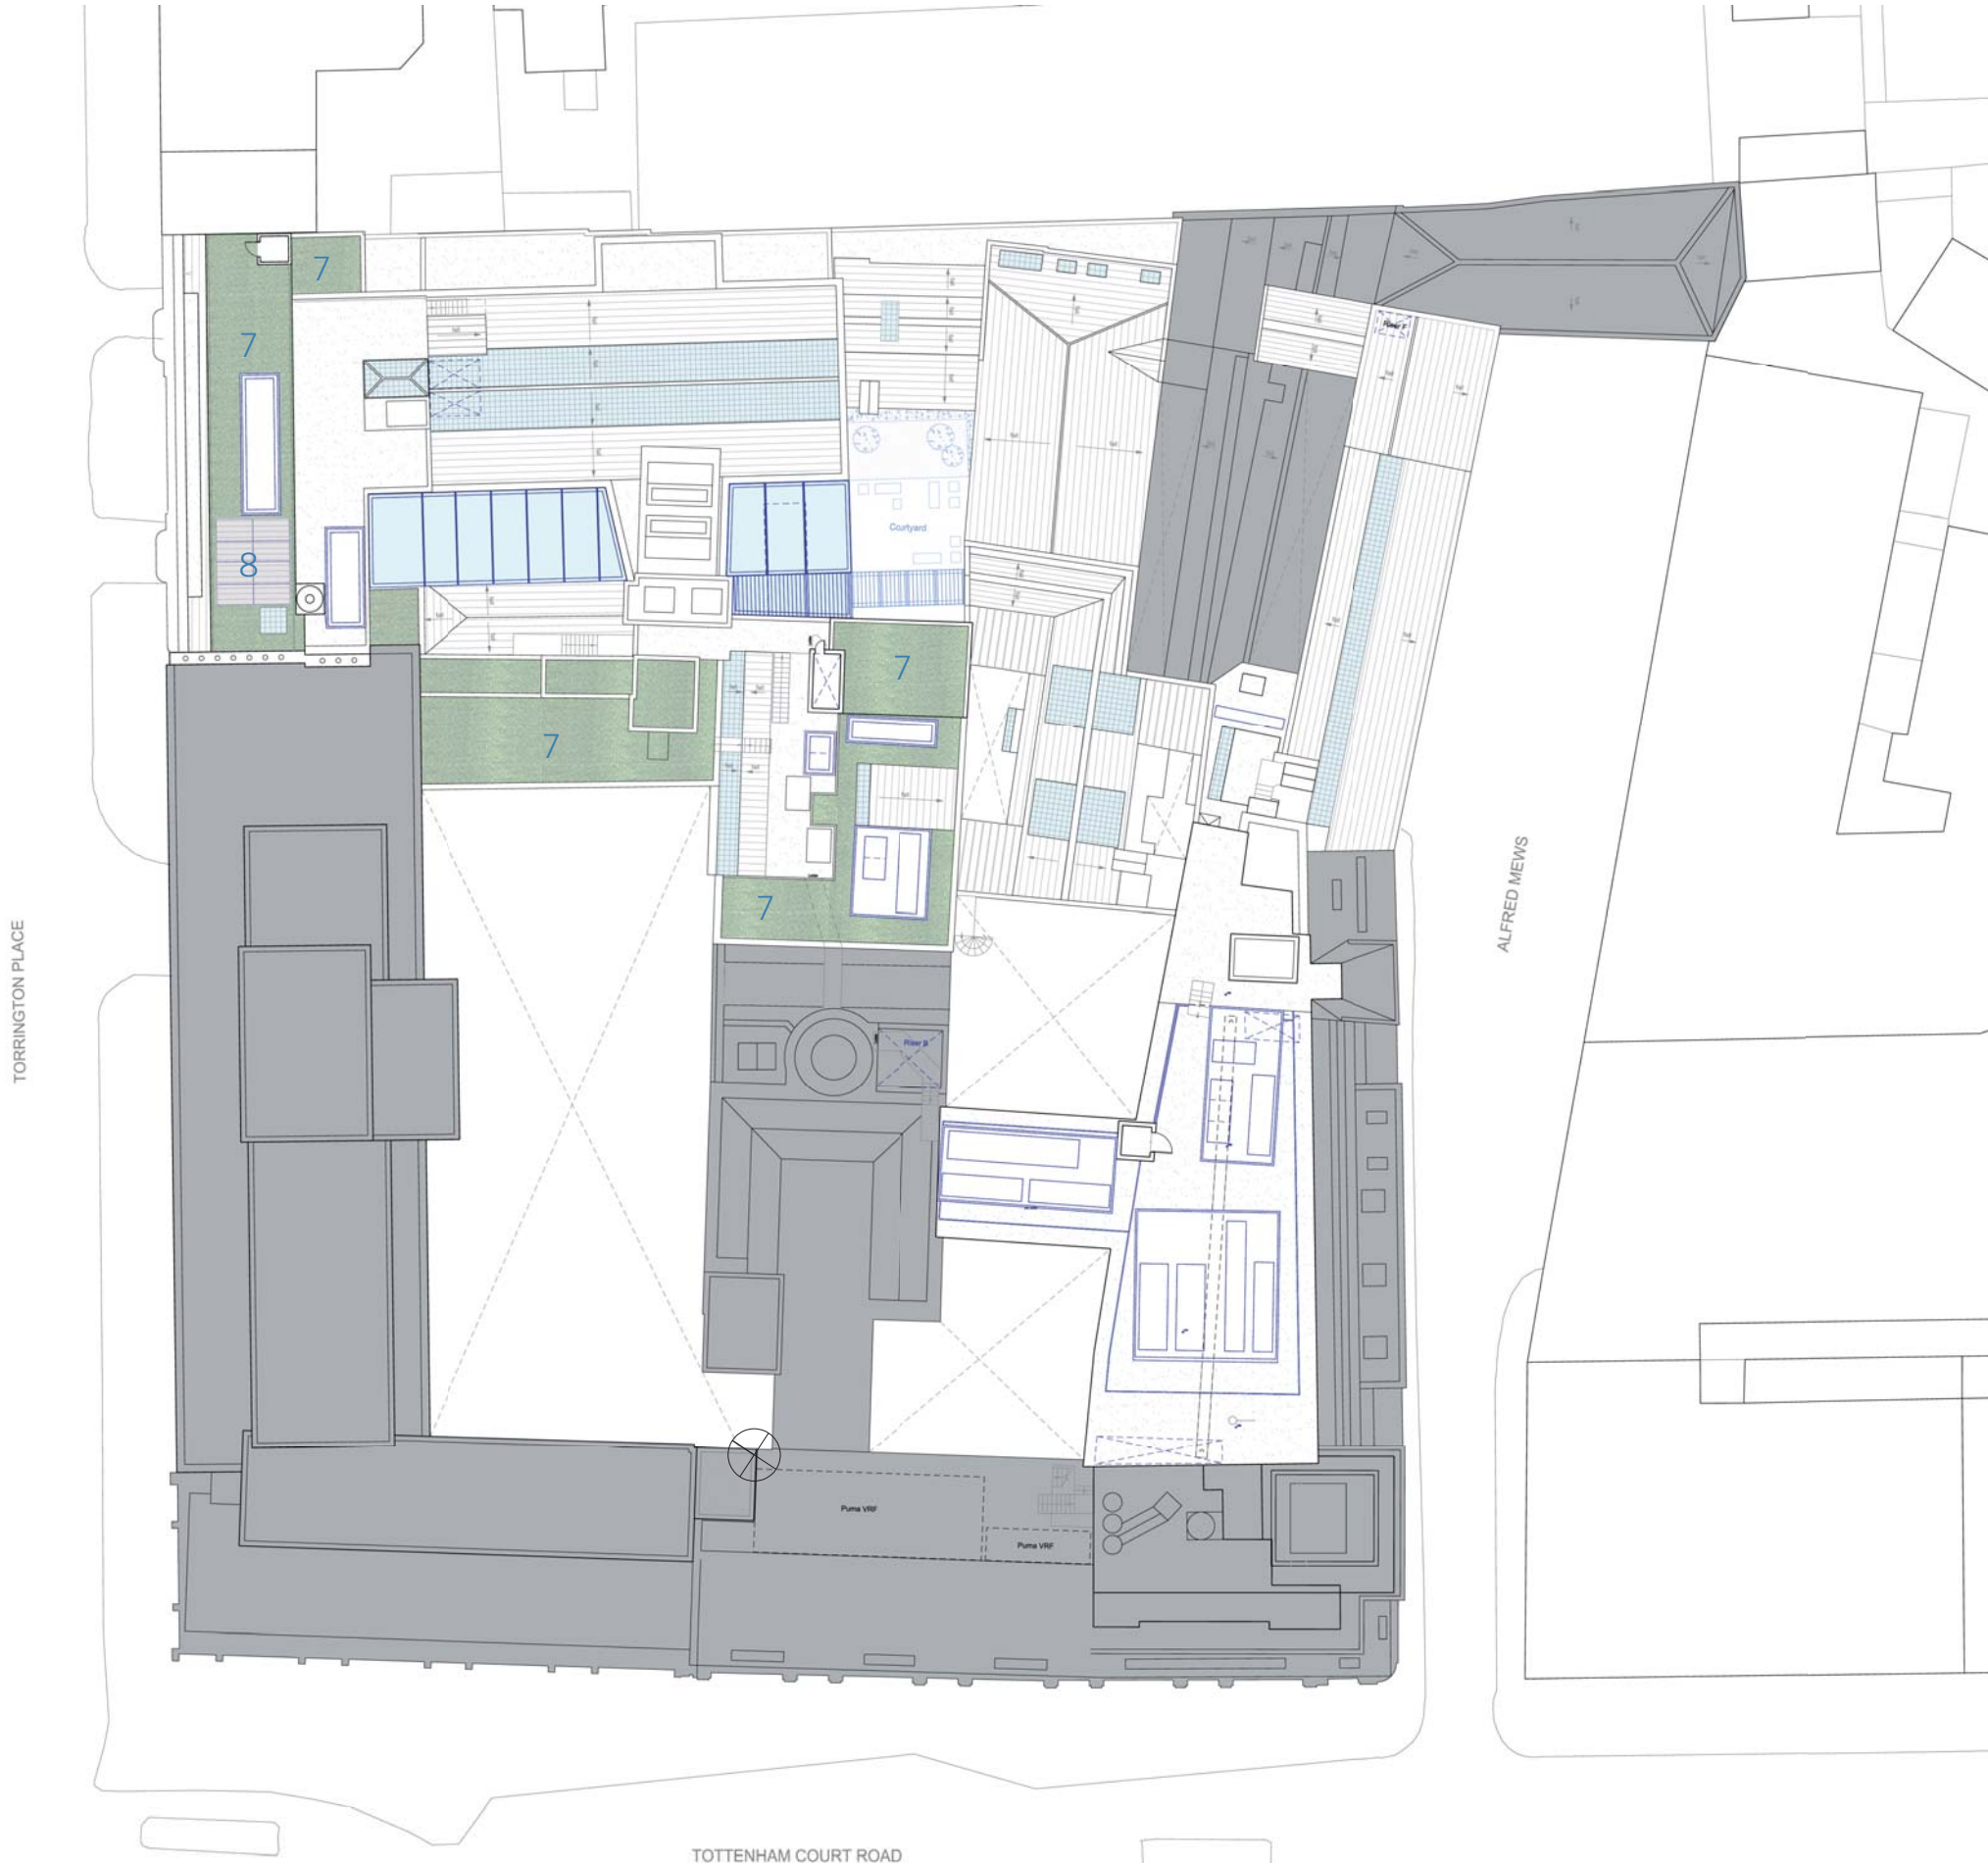 7
7
Riser F
8
Courtyard
7
7
7
ALFRED MEWS
TORRINGTON PLACE
Riser B
Puma VRF
Puma VRF
TOTTENHAM COURT ROAD